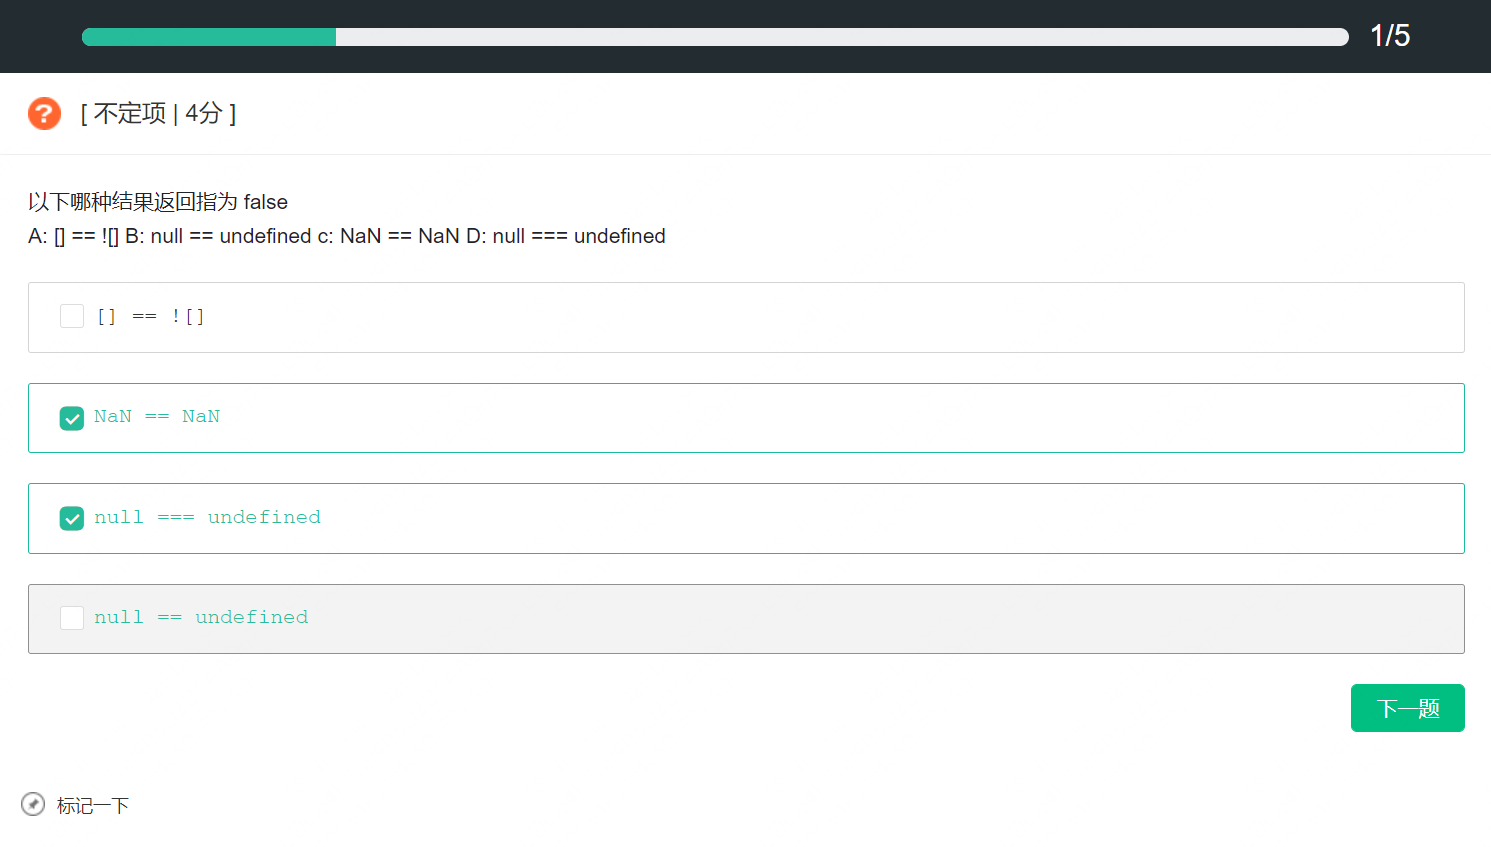 1/5
[ 不定项 | 4分 ]
以下哪种结果返回指为 false
A: [] == ![] B: null == undefined c: NaN == NaN D: null === undefined
[] == ![]
NaN == NaN
null === undefined
null == undefined
下一题
标记一下